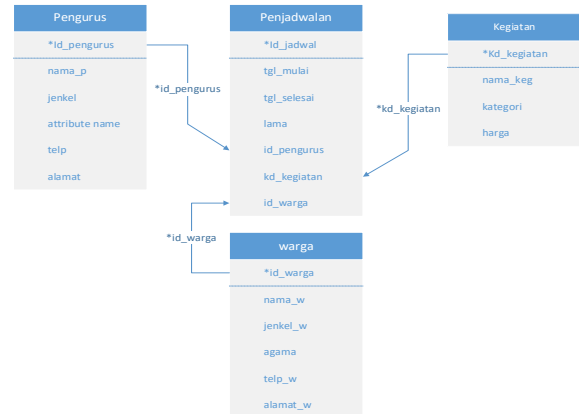 Pengurus
*Id_pengurus
nama_p
jenkel
attribute name
telp
alamat
*id_pengurus
Penjadwalan
*Id_jadwal
tgl_mulai
tgl_selesai
lama
id_pengurus
kd_kegiatan
id_warga
*kd_kegiatan
Kegiatan
*Kd_kegiatan
nama_keg
kategori
harga
*id_warga
warga
*id_warga
nama_w
jenkel_w
agama
telp_w
alamat_w